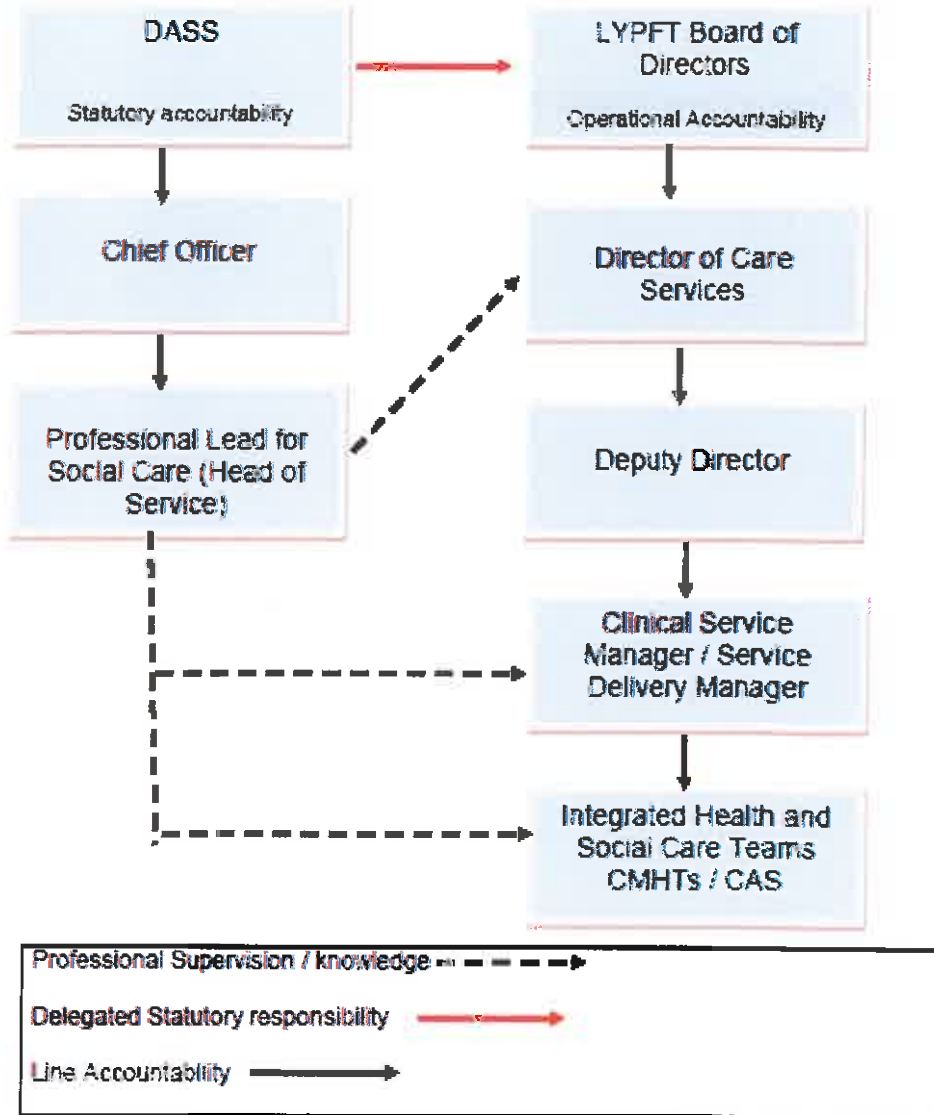 DASS
Statutory accountability
LYPFT Board of
Directors
Operational Accountability
Chief Officer
Director of Care
Services
Professional Lead for
Social Care (Head of
Service)
Deputy Director
Clinical Service
Manager / Service
Delivery Manager
Integrated Health and
Social Care Teams
CMHTs / CAS
Professional Supervision / knowledge
Delegated Statutory responsibility
Line Accountability